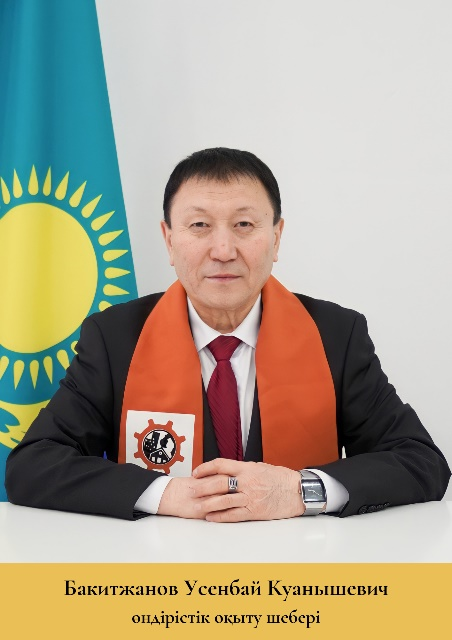 Бакитжанов Усенбай Куанышевич
өндірістік оқыту шебері